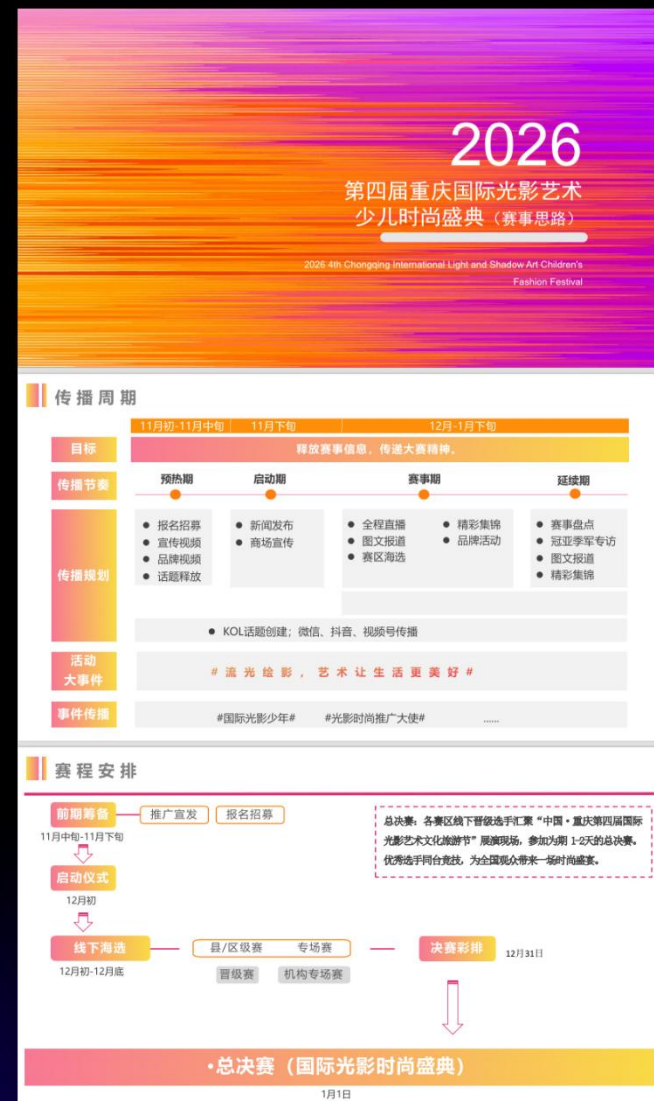 2026
第四届重庆国际光影艺术
少儿时尚盛典（赛事思路）
2026 4th Chongqing International Light and Shadow Art Children's
Fashion Festival
传播周期
11月初-11月中旬
11月下旬
12月-1月下旬
目标
释放赛事信息，传递大赛精神。
传播节奏
预热期
启动期
赛事期
延续期
传播规划
● 报名招募
● 宣传视频
● 品牌视频
● 话题释放
● 新闻发布
● 商场宣传
● 全程直播
● 图文报道
● 赛区海选
● 精彩集锦
● 品牌活动
● 赛事盘点
● 冠亚季军专访
● 图文报道
● 精彩集锦
● KOL话题创建；微信、抖音、视频号传播
活动
大事件
#流光绘影，艺术让生活更美好#
事件传播
#国际光影少年#
#光影时尚推广大使#
......
赛程安排
前期筹备
推广宣发
报名招募
11月中旬-11月下旬
总决赛：各赛区线下晋级选手汇聚“中国·重庆第四届国际
光影艺术文化旅游节”展演现场，参加为期 1-2天的总决赛。
优秀选手同台竞技，为全国观众带来一场时尚盛宴。
启动仪式
12月初
线下海选
县/区级赛
专场赛
决赛彩排
12月31日
12月初-12月底
晋级赛
机构专场赛
•总决赛（国际光影时尚盛典）
1月1日